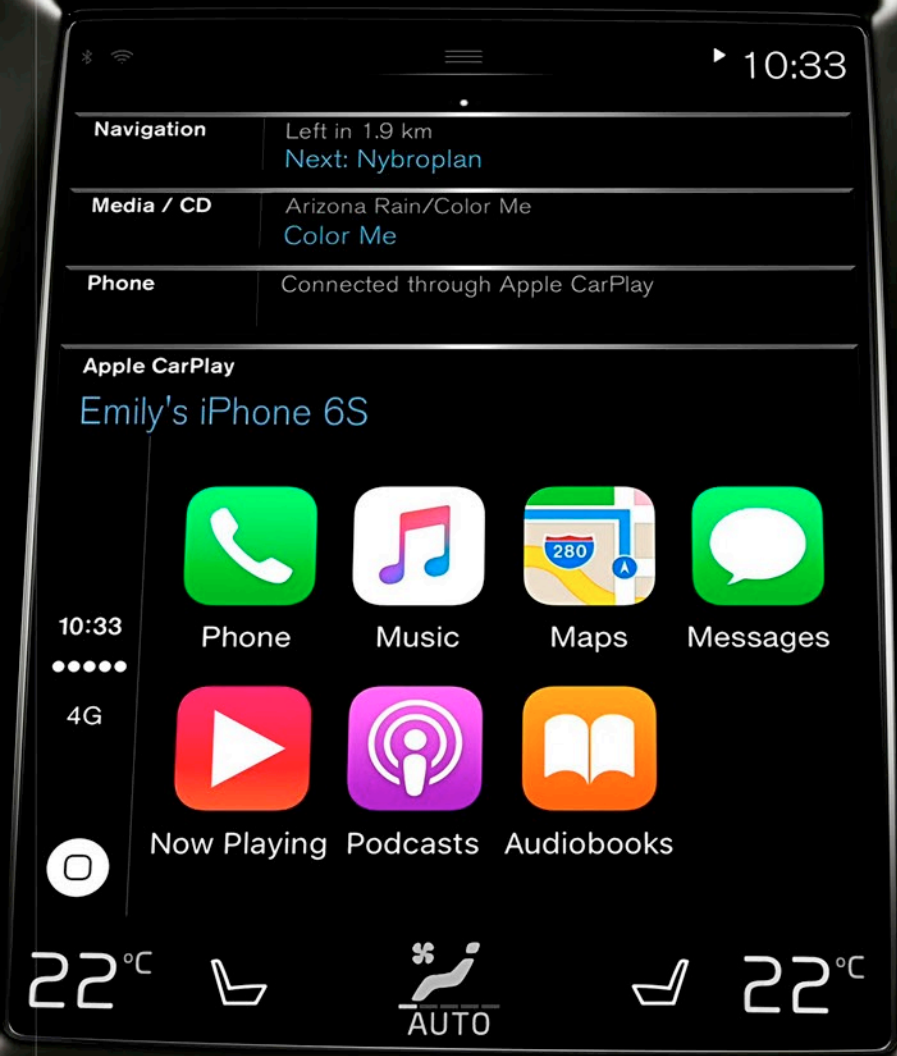 10:33
Navigation
Left in 1.9 km
Next: Nybroplan
Media / CD
Arizona Rain/Color Me
Color Me
Phone
Connected through Apple CarPlay
Apple CarPlay
Emily's iPhone 6S
280
Phone Music Maps Messages
10:33
4G
Now Playing Podcasts Audiobooks
22°C
AUTO
22°C